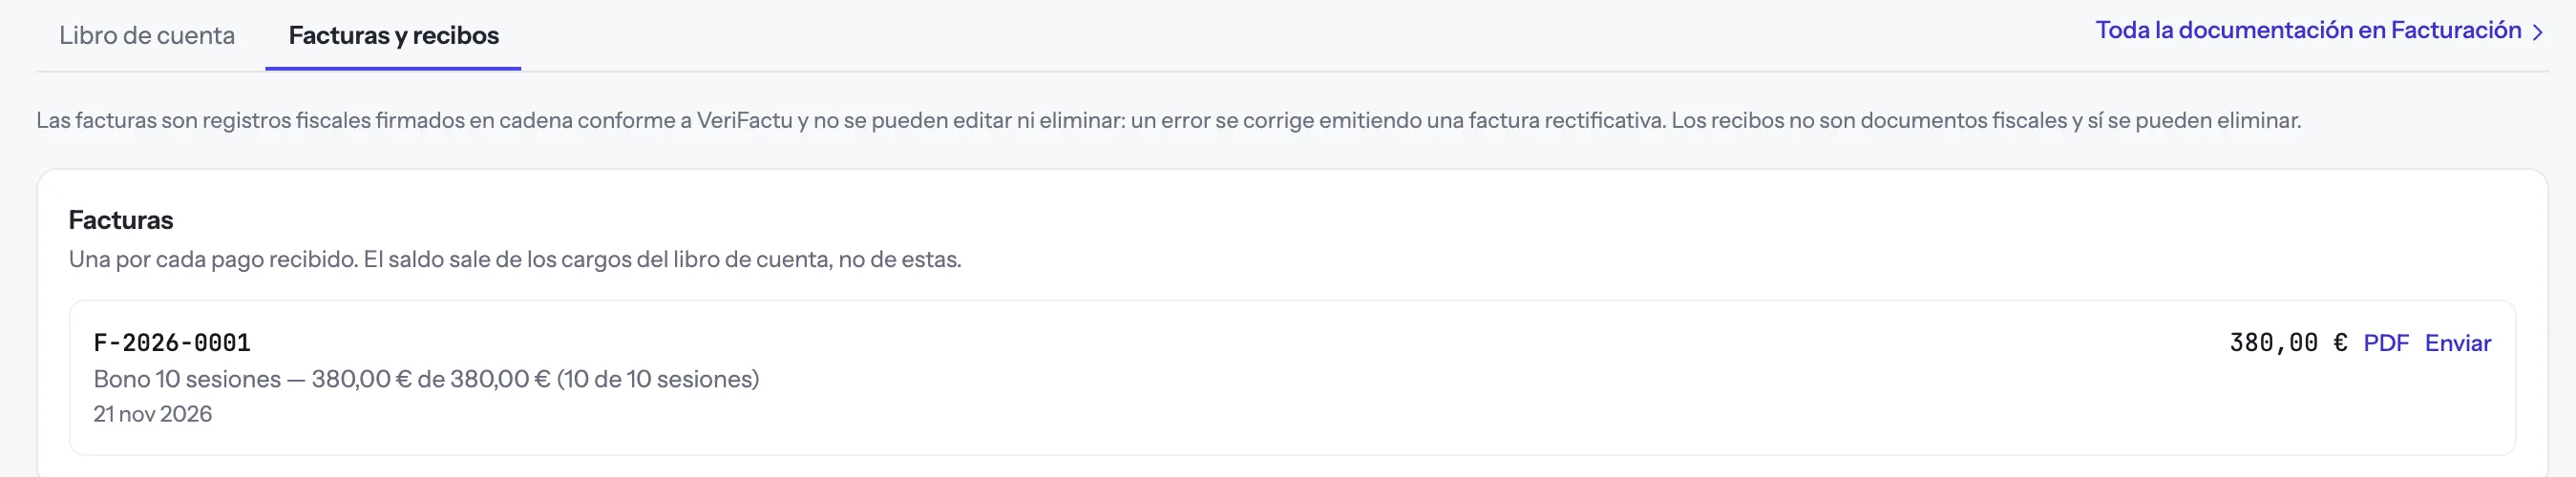 Libro de cuenta
Facturas y recibos
Toda la documentación en Facturación
Las facturas son registros fiscales firmados en cadena conforme a VeriFactu y no se pueden editar ni eliminar: un error se corrige emitiendo una factura rectificativa. Los recibos no son documentos fiscales y sí se pueden eliminar.
Facturas
Una por cada pago recibido. El saldo sale de los cargos del libro de cuenta, no de estas.
F-2026-0001
380,00 € PDF Enviar
Bono 10 sesiones — 380,00 € de 380,00 € (10 de 10 sesiones)
21 nov 2026